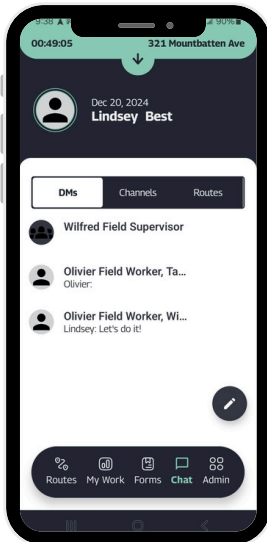 9:38
90%
00:49:05 321 Mountbatten Ave
Dec 20, 2024
Lindsey Best
DMs Channels Routes
Wilfred Field Supervisor
Olivier Field Worker, Ta...
Olivier:
Olivier Field Worker, Wi...
Lindsey: Let's do it!
Routes My Work Forms Chat Admin